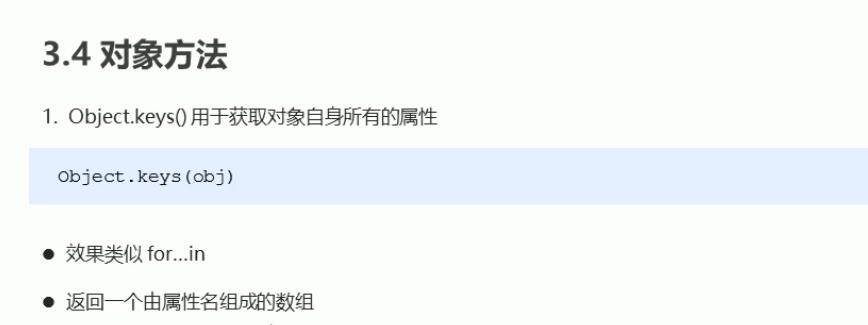 3.4 对象方法
1. Object.keys() 用于获取对象自身所有的属性
Object.keys(obj)
● 效果类似 for...in
● 返回一个由属性名组成的数组